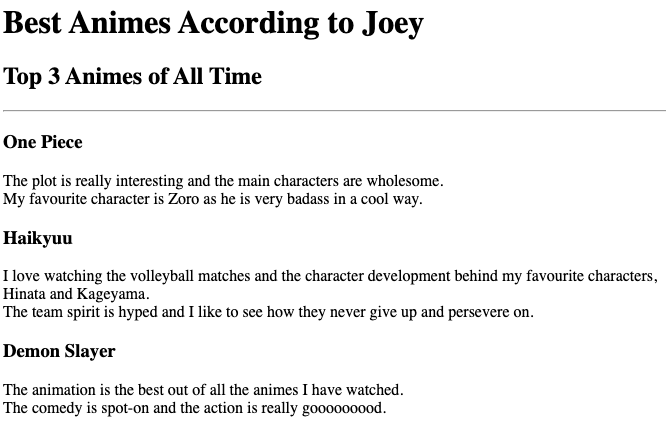 Best Animes According to Joey
Top 3 Animes of All Time
One Piece
The plot is really interesting and the main characters are wholesome.
My favourite character is Zoro as he is very badass in a cool way.
Haikyuu
I love watching the volleyball matches and the character development behind my favourite characters,
Hinata and Kageyama.
The team spirit is hyped and I like to see how they never give up and persevere on.
Demon Slayer
The animation is the best out of all the animes I have watched.
The comedy is spot-on and the action is really gooooooood.